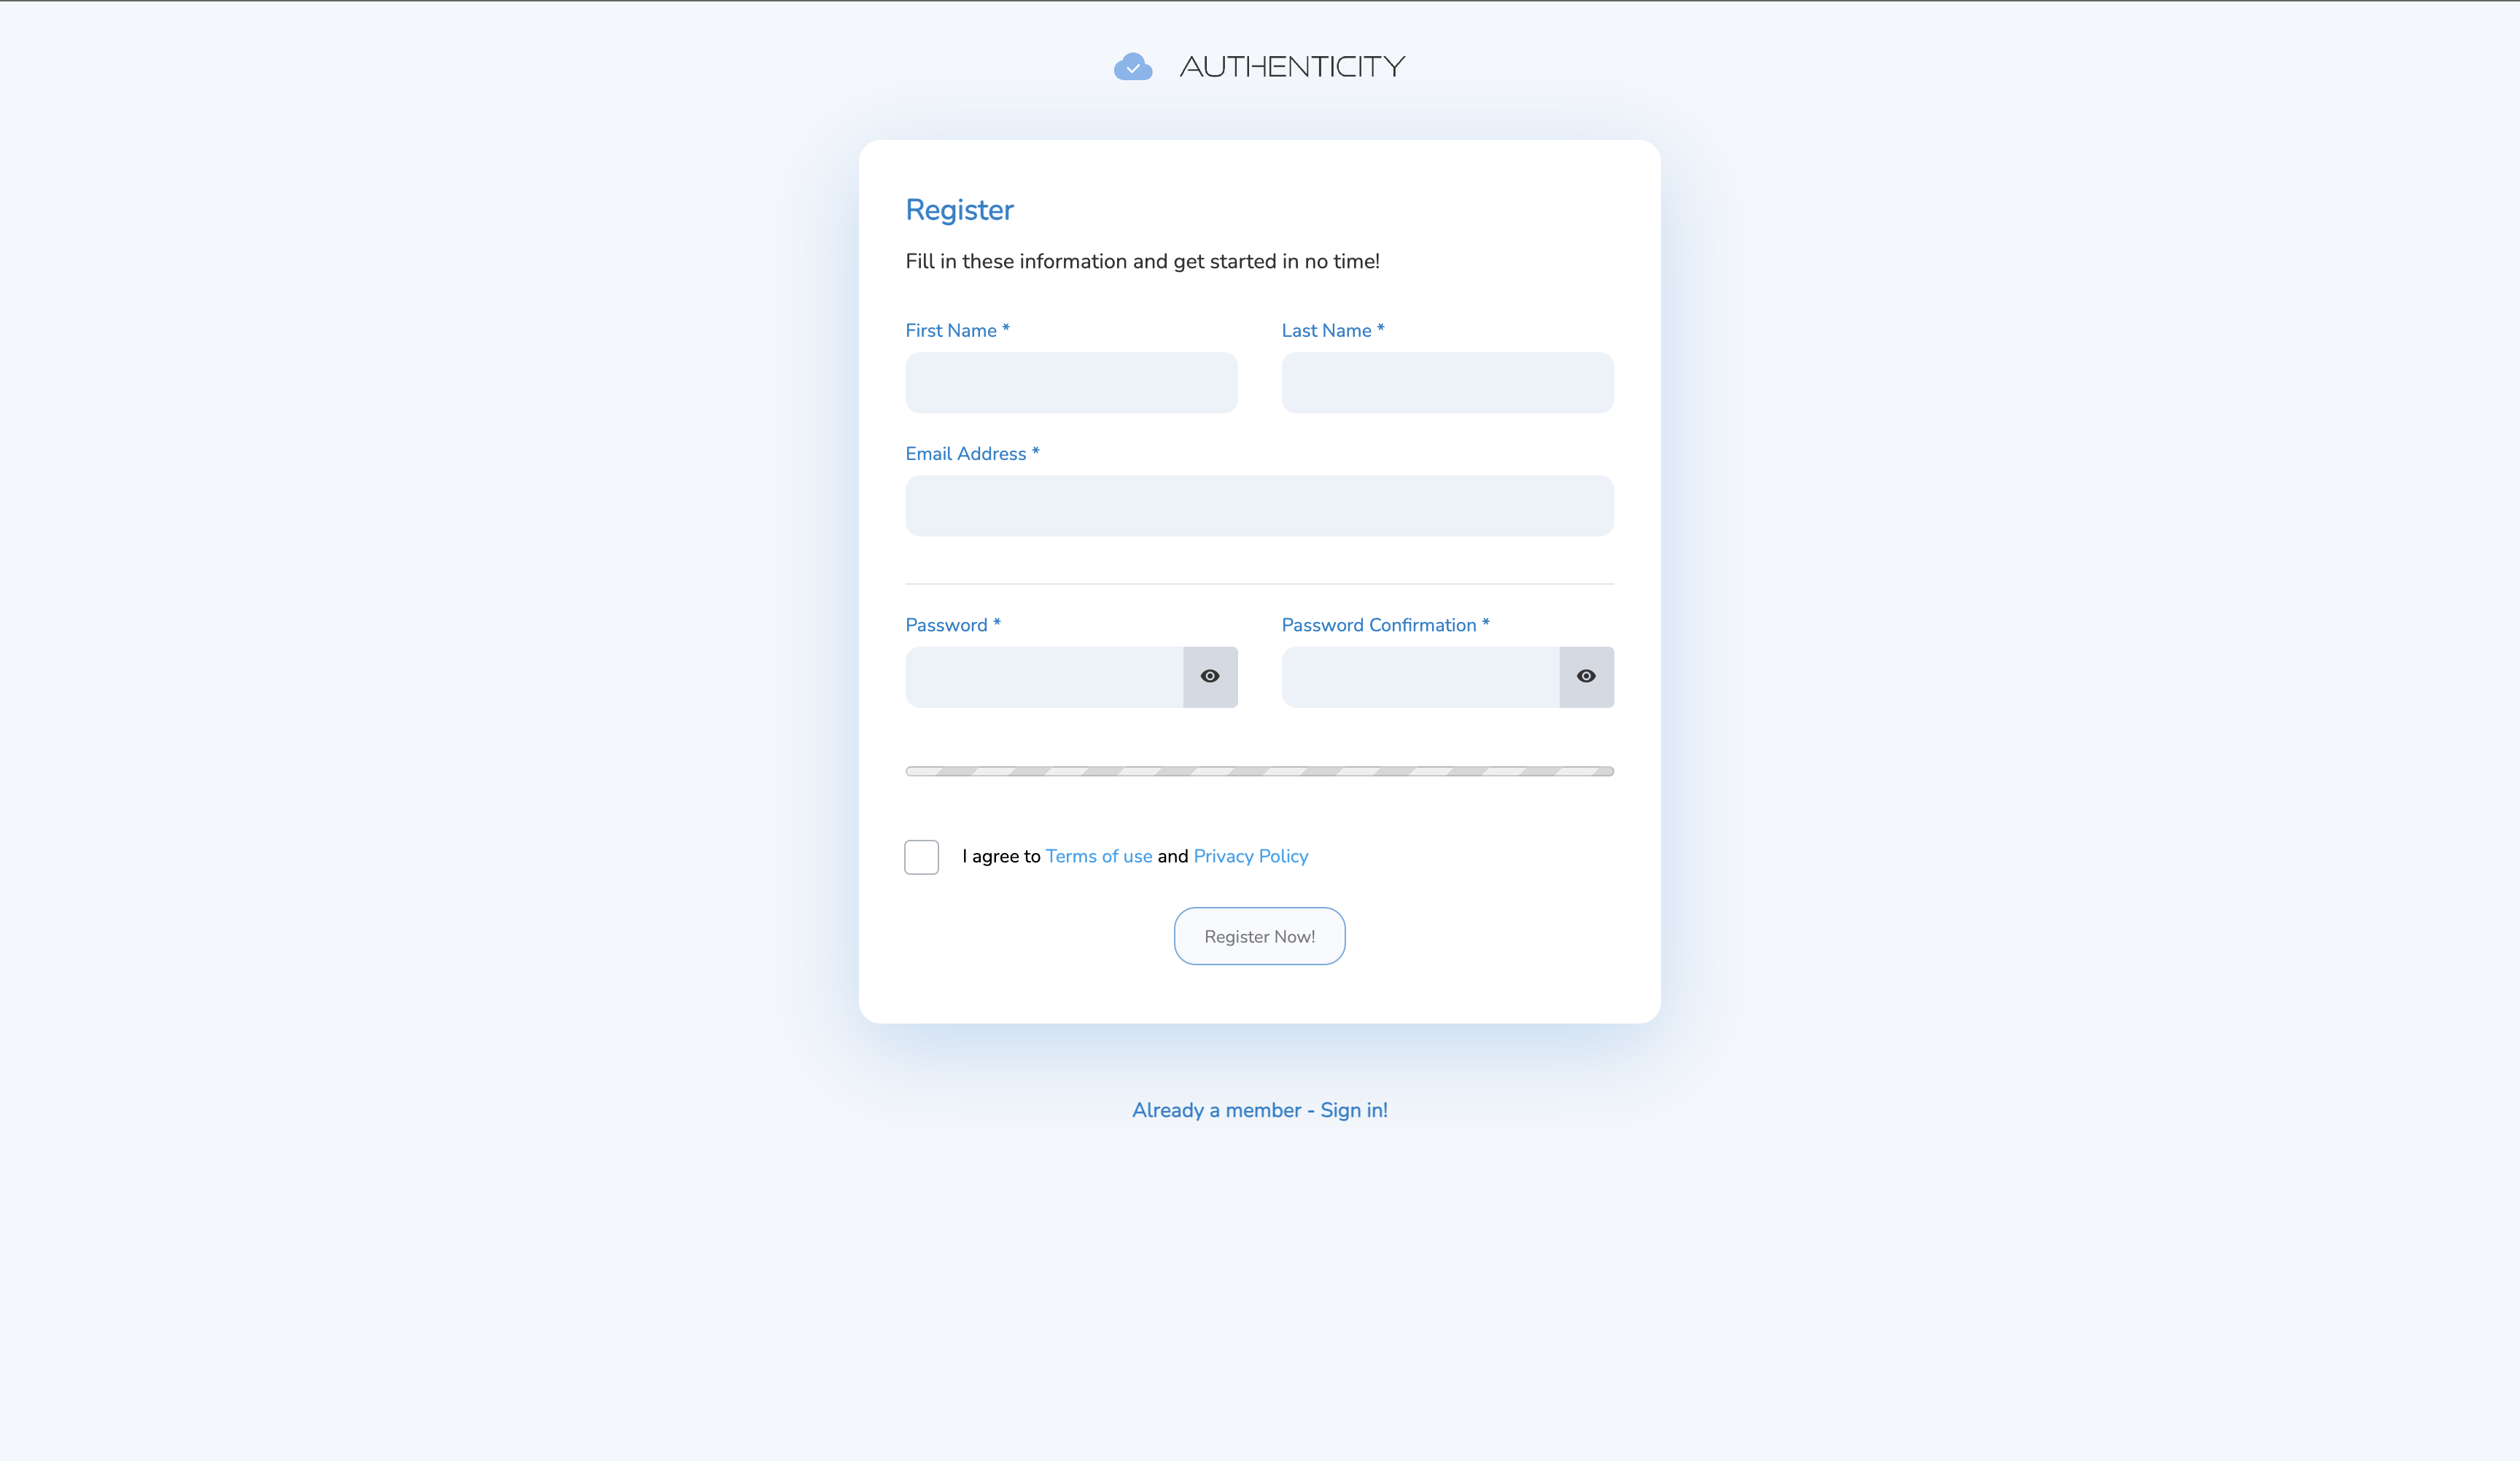 AUTHENTICITY
Register
Fill in these information and get started in no time!
First Name *
Last Name *
Email Address *
Password *
Password Confirmation *
I agree to Terms of use and Privacy Policy
Register Now!
Already a member - Sign in!